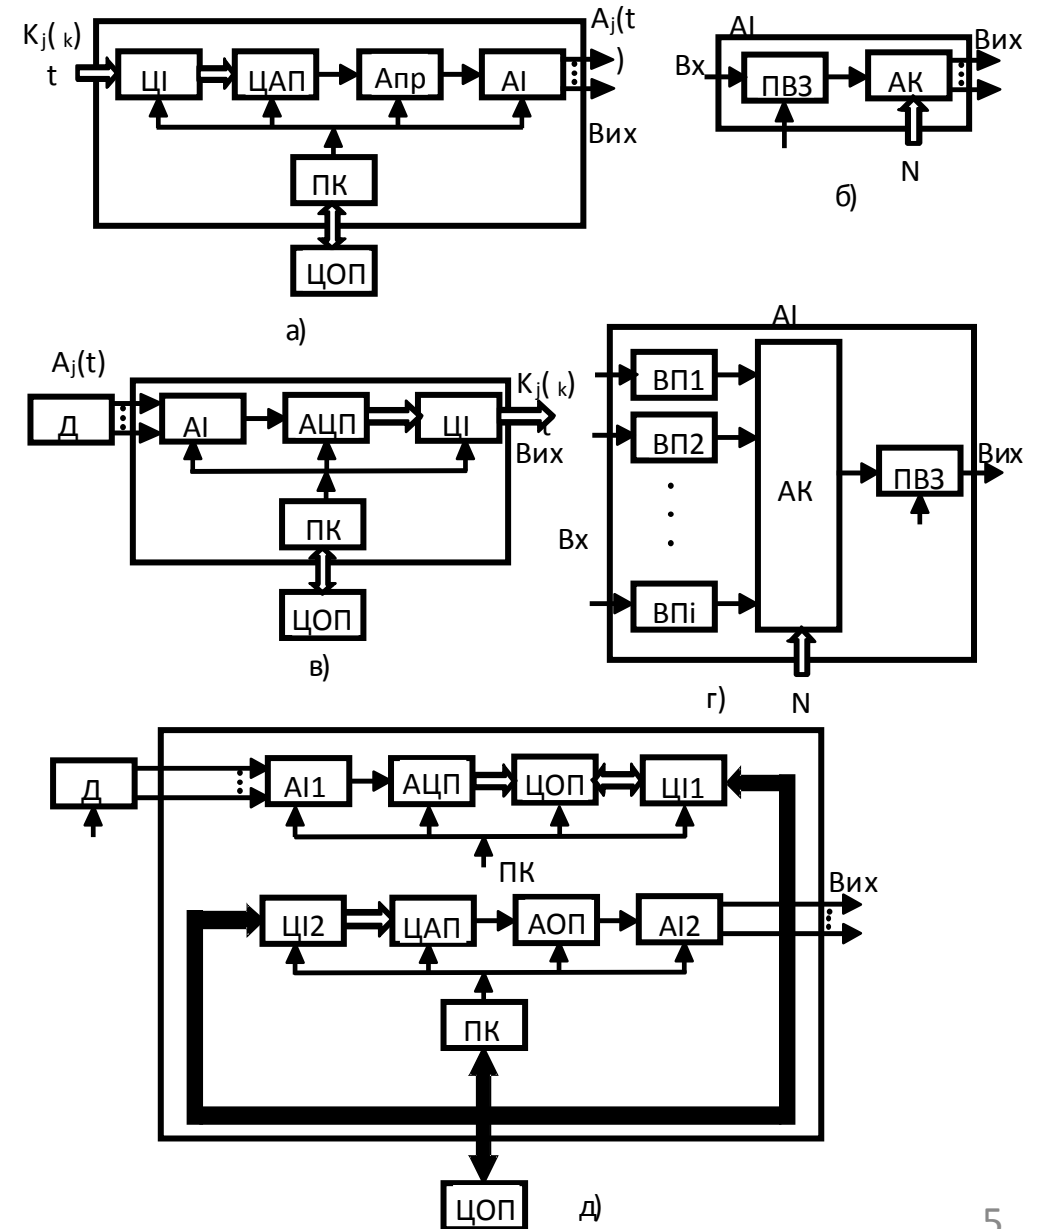 Kj( k)
t
ЦІ
ЦАП
Апр
АІ
Aj(t
)
Вих
ПК
ЦОП
а)
АІ
Вх
ПВЗ
АК
Вих
N
б)
Aj(t)
Д
АІ
АЦП
ЦІ
Kj( k)
t
Вих
ПК
ЦОП
в)
АІ
ВП1
ВП2
Вх
ВПі
АК
ПВЗ
Вих
N
г)
Д
АІ1
АЦП
ЦОП
ЦІ1
ПК
ЦІ2
ЦАП
АОП
АІ2
Вих
ПК
ЦОП
д)
5